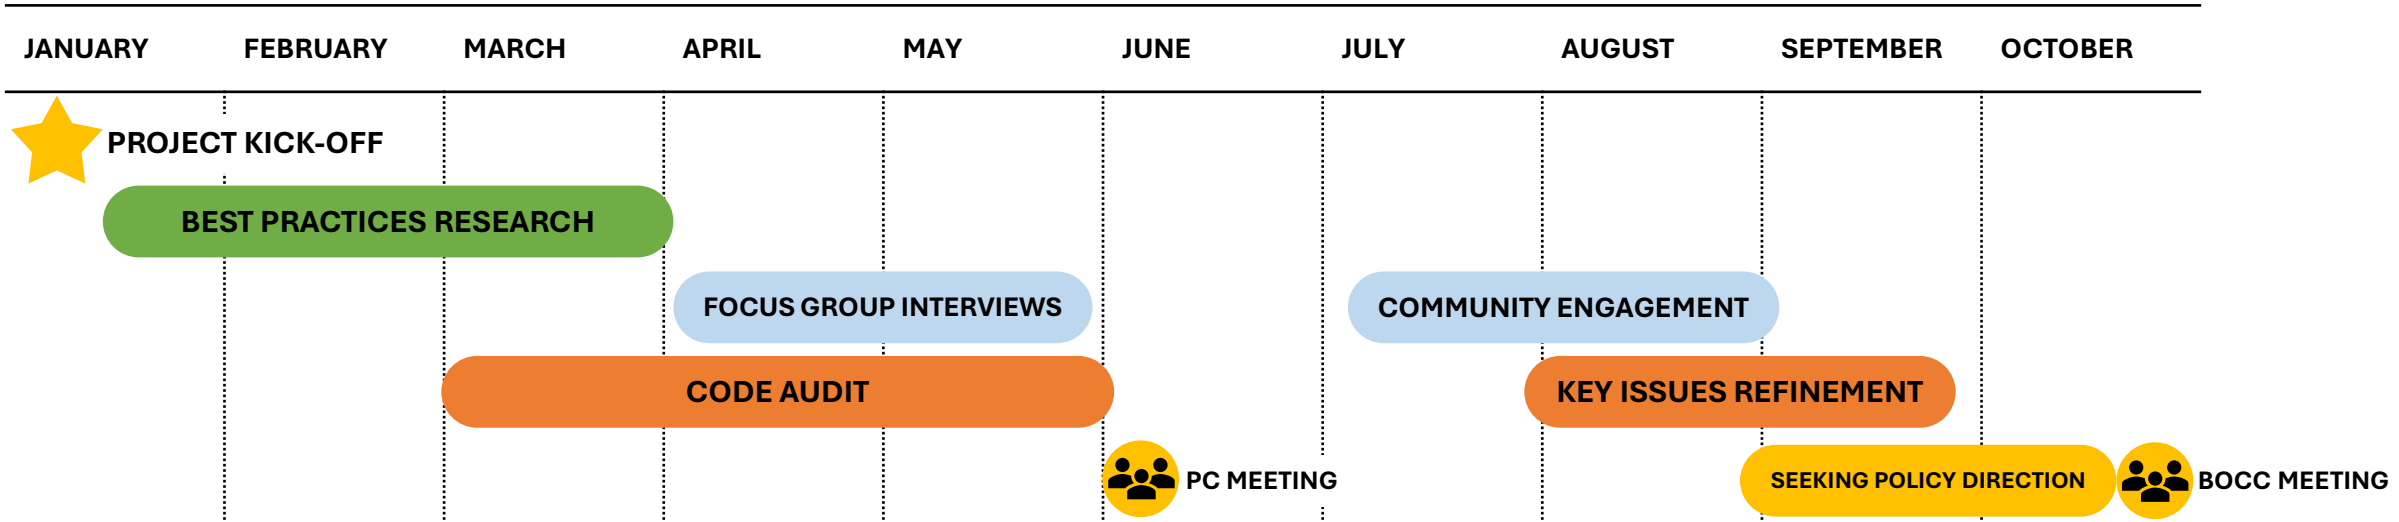 JANUARY FEBRUARY MARCH APRIL MAY JUNE JULY AUGUST SEPTEMBER OCTOBER
PROJECT KICK-OFF
BEST PRACTICES RESEARCH
FOCUS GROUP INTERVIEWS COMMUNITY ENGAGEMENT
CODE AUDIT KEY ISSUES REFINEMENT
PC MEETING SEEKING POLICY DIRECTION BOCC MEETING